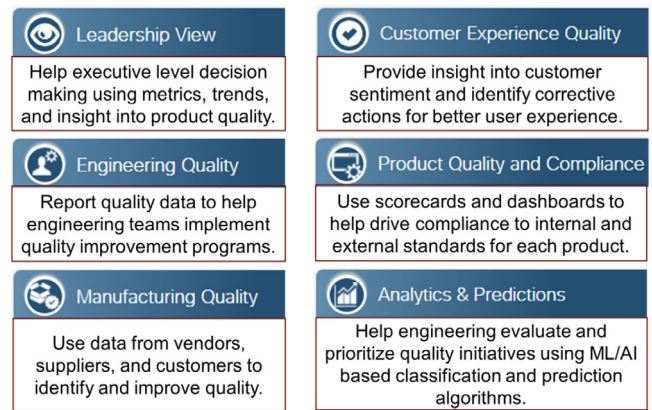 Leadership View
Help executive level decision
making using metrics, trends,
and insight into product quality.
Customer Experience Quality
Provide insight into customer
sentiment and identify corrective
actions for better user experience.
Engineering Quality
Report quality data to help
engineering teams implement
quality improvement programs.
Product Quality and Compliance
Use scorecards and dashboards to
help drive compliance to internal and
external standards for each product.
Manufacturing Quality
Use data from vendors,
suppliers, and customers to
identify and improve quality.
Analytics & Predictions
Help engineering evaluate and
prioritize quality initiatives using ML/AI
based classification and prediction
algorithms.